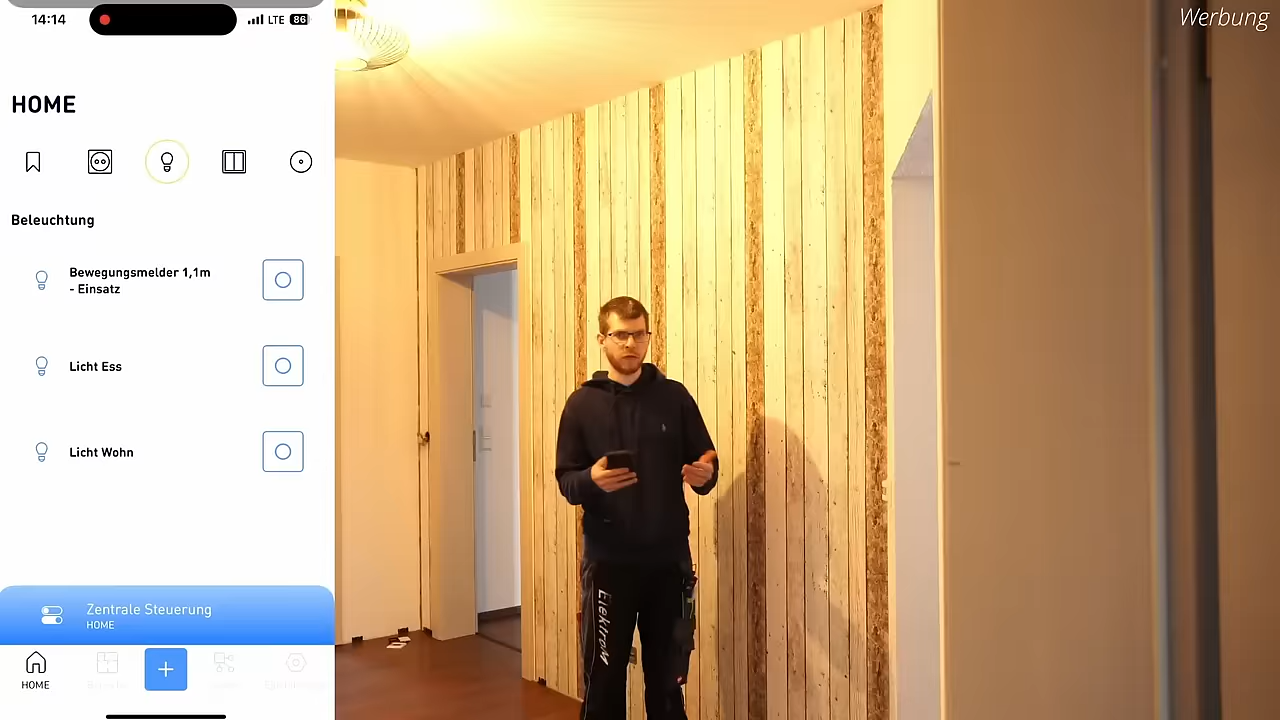 14:14
LTE 86
Werbung
HOME
Beleuchtung
Bewegungsmelder 1,1m
- Einsatz
Licht Ess
Licht Wohn
Zentrale Steuerung
HOME
HOME
ElektroM